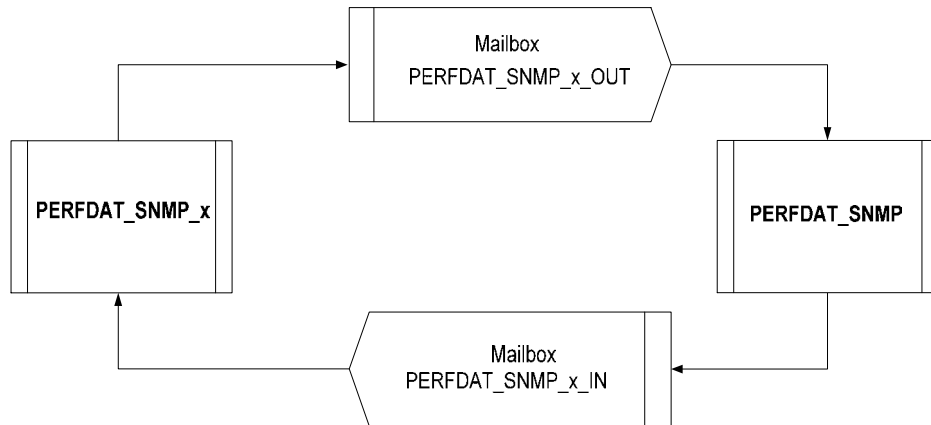 Mailbox
PERFDAT_SNMP_x_OUT
PERFDAT_SNMP_x
PERFDAT_SNMP
Mailbox
PERFDAT_SNMP_x_IN